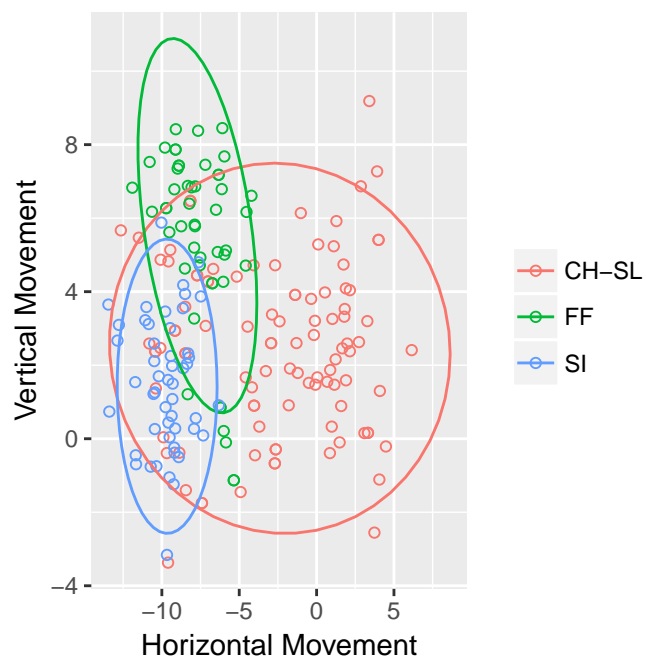 Vertical Movement
8
4
0
−4
−10
−5
0
5
Horizontal Movement
CH−SL
FF
SI